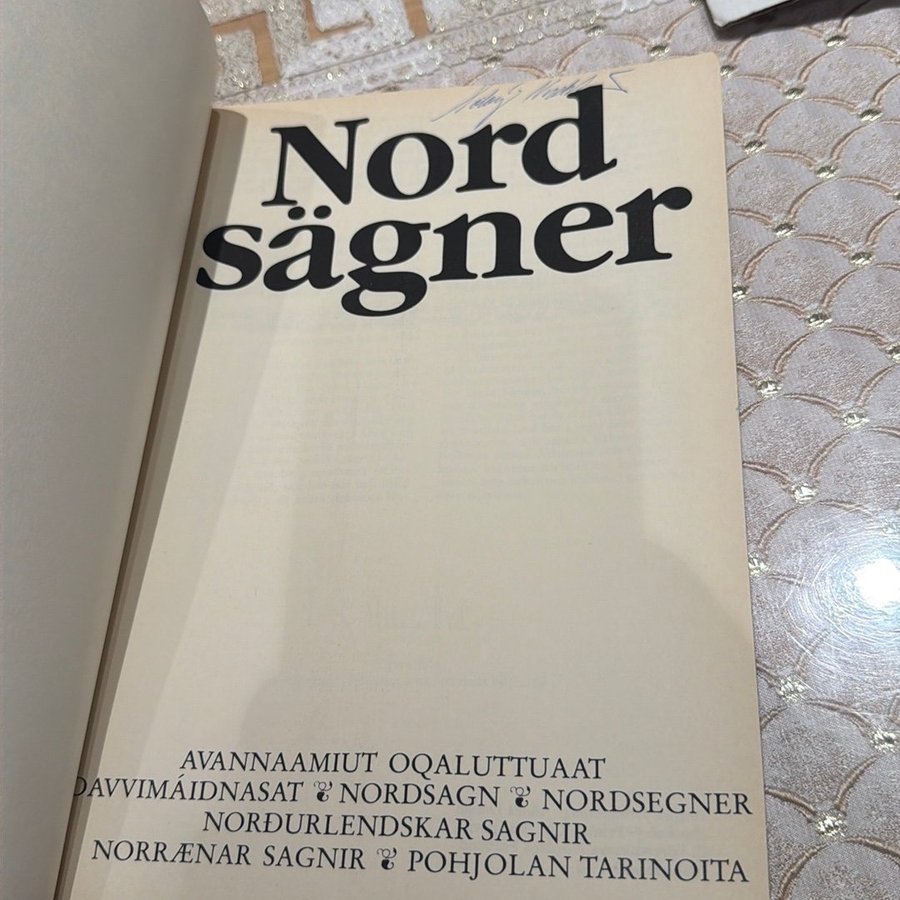 Nord
sägner
AVANNAAMIUT OQALUTTUAAT
DAVVIMÁIDNASAT ❦ NORDSAGN ❦ NORDSEGNER
NORÐURLENDSKAR SAGNIR
NORRÆNAR SAGNIR ❦ POHJOLAN TARINOITA